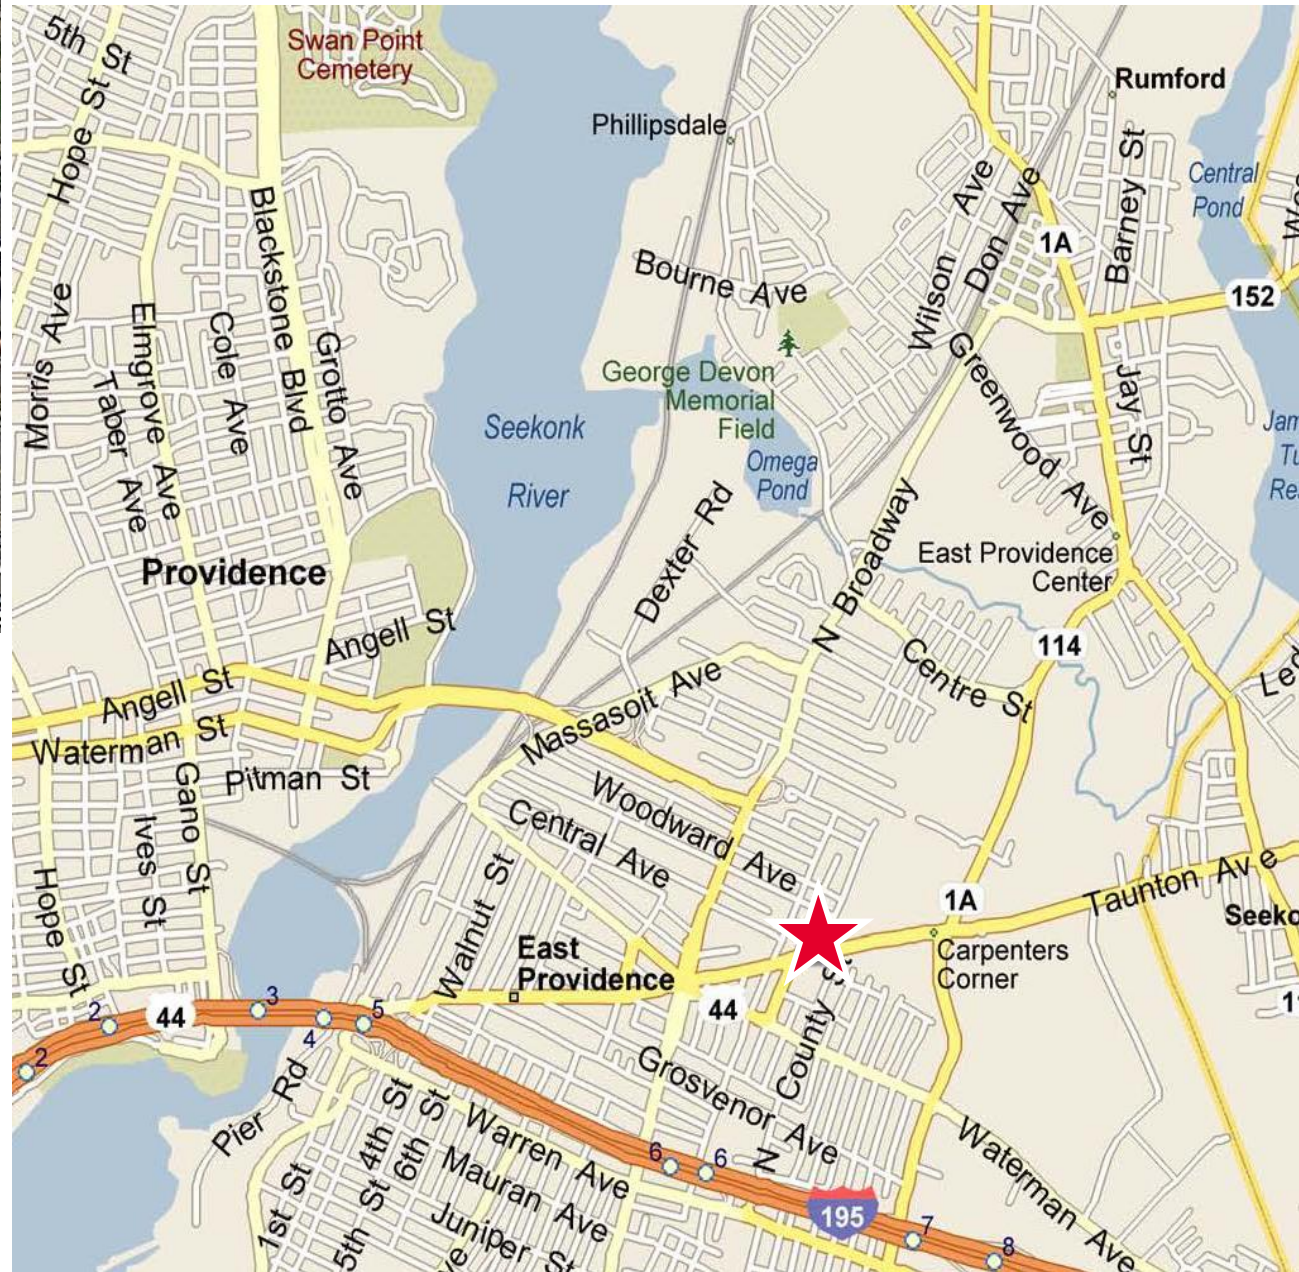 5th St
Swan Point
Cemetery
Rumford
Phillipsdale
Hope St
Barney St
Central
Pond
Wilson Ave
Don Ave
1A
Blackstone Blvd
Bourne Ave
152
Morris Ave
Elmgrove Ave
Cole Ave
Taber Ave
Grotto Ave
George Devon
Memorial
Field
Greenwood Ave
Jay St
Seekonk
River
Omega
Pond
Jam
Tu
Re
Dexter Rd
N Broadway
East Providence
Center
Providence
Angell St
114
Centre St
Led
Massasoit Ave
Angell St
Waterman St
Pitman St
Gano St
Ives St
Woodward Ave
Central Ave
Hope St
Walnut St
1A
Taunton Ave
Seeko
East
Providence
Carpenters
Corner
44
44
2
2
3
4
5
County St
Grosvenor Ave
Pier Rd
4th St
6th St
Warren Ave
Mauran Ave
Juniper St
1st St
5th St
6
6
N
195
Waterman Ave
7
8